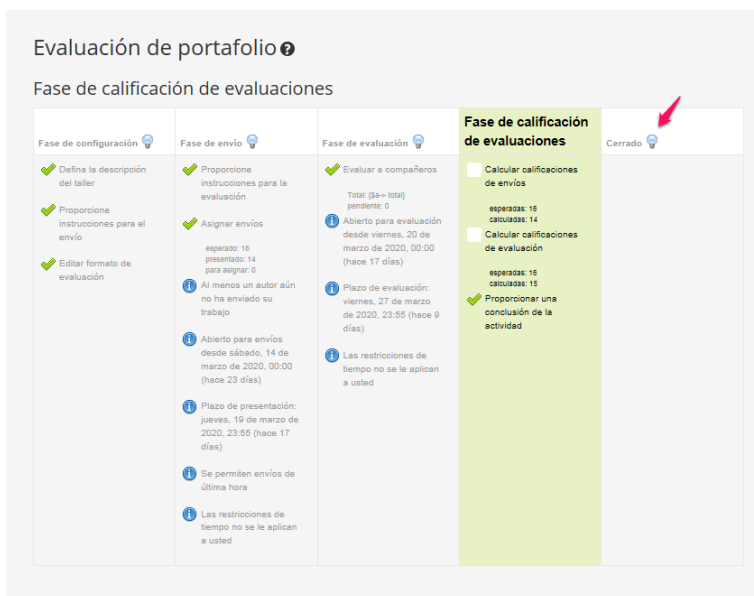 Evaluación de portafolio
Fase de calificación de evaluaciones
Fase de configuración
Defina la descripción
del taller
Proporcione
instrucciones para el
envío
Editar formato de
evaluación
Fase de envío
Proporcione
instrucciones para la
evaluación
Asignar envíos
esperado: 16
presentado: 14
para asignar: 0
Al menos un autor aún
no ha enviado su
trabajo
Abierto para envíos
desde sábado, 14 de
marzo de 2020, 00:00
(hace 23 días)
Plazo de presentación:
jueves, 19 de marzo de
2020, 23:55 (hace 17
días)
Se permiten envíos de
última hora
Las restricciones de
tiempo no se le aplican
a usted
Fase de evaluación
Evaluar a compañeros
Total: ($a-> total)
pendiente: 0
Abierto para evaluación
desde viernes, 20 de
marzo de 2020, 00:00
(hace 17 días)
Plazo de evaluación:
viernes, 27 de marzo
de 2020, 23:55 (hace 9
días)
Las restricciones de
tiempo no se le aplican
a usted
Fase de calificación
de evaluaciones
Calcular calificaciones
de envíos
esperadas: 16
calculadas: 14
Calcular calificaciones
de evaluación
esperadas: 16
calculadas: 15
Proporcionar una
conclusión de la
actividad
Cerrado